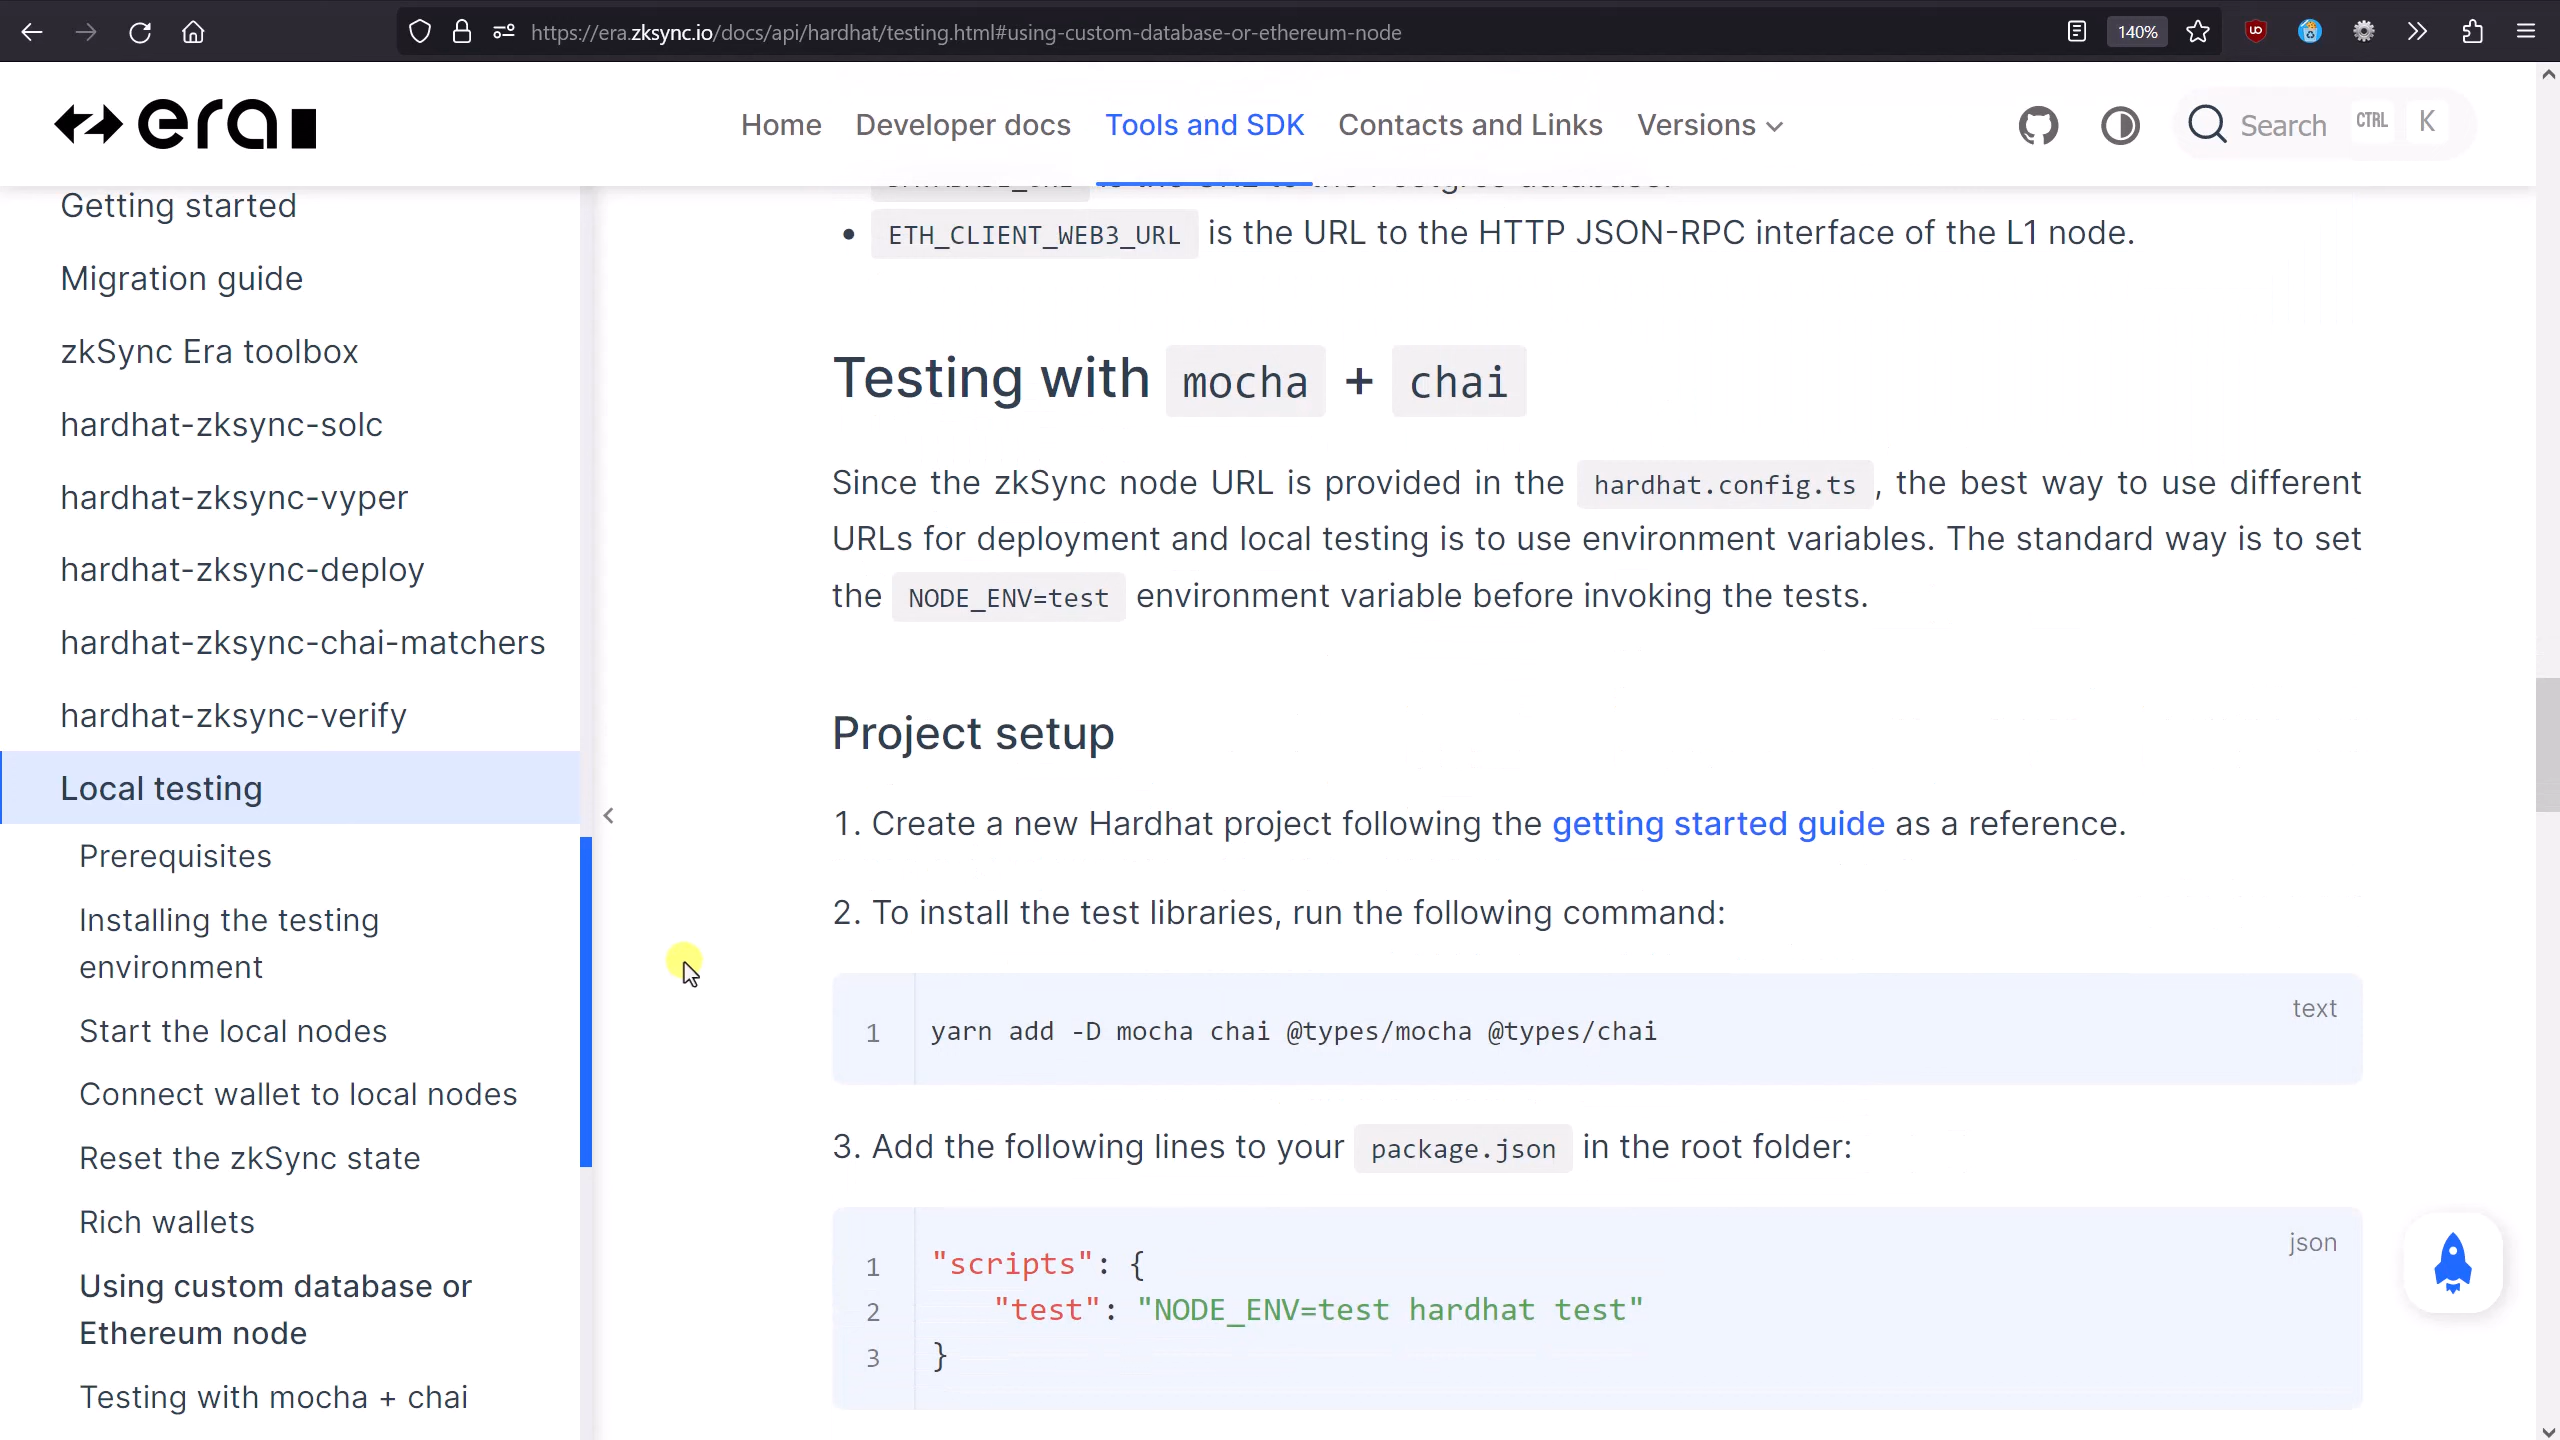 https://era.zksync.io/docs/api/hardhat/testing.html#using-custom-database-or-ethereum-node
140%
era
Home
Developer docs
Tools and SDK
Contacts and Links
Versions
Search
CTRL
K
Getting started
Migration guide
zkSync Era toolbox
hardhat-zksync-solc
hardhat-zksync-vyper
hardhat-zksync-deploy
hardhat-zksync-chai-matchers
hardhat-zksync-verify
Local testing
Prerequisites
Installing the testing
environment
Start the local nodes
Connect wallet to local nodes
Reset the zkSync state
Rich wallets
Using custom database or
Ethereum node
Testing with mocha + chai
• ETH_CLIENT_WEB3_URL is the URL to the HTTP JSON-RPC interface of the L1 node.
Testing with mocha + chai
Since the zkSync node URL is provided in the hardhat.config.ts, the best way to use different
URLs for deployment and local testing is to use environment variables. The standard way is to set
the NODE_ENV=test environment variable before invoking the tests.
Project setup
1. Create a new Hardhat project following the getting started guide as a reference.
2. To install the test libraries, run the following command:
text
1 yarn add -D mocha chai @types/mocha @types/chai
3. Add the following lines to your package.json in the root folder:
json
1 "scripts": {
2 "test": "NODE_ENV=test hardhat test"
3 }